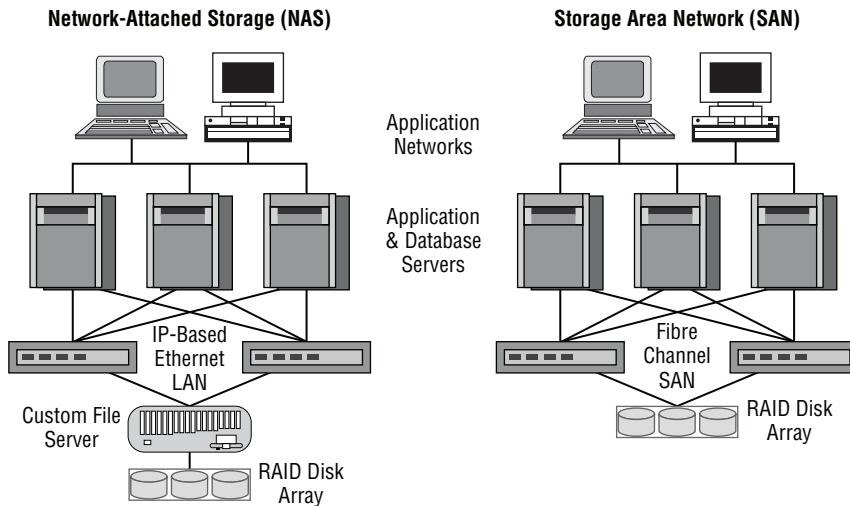 Network-Attached Storage (NAS)
Storage Area Network (SAN)
Application
Networks
Application
& Database
Servers
IP-Based
Ethernet
LAN
Fibre
Channel
SAN
Custom File
Server
RAID Disk
Array
RAID Disk
Array